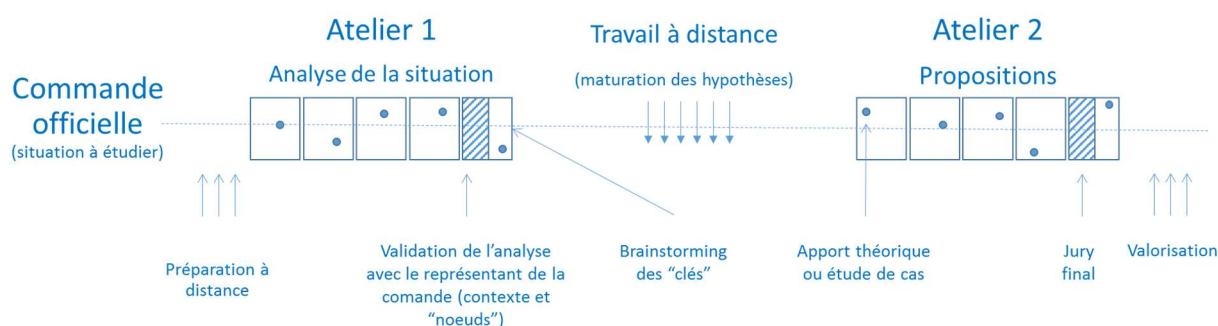 Atelier 1
Analyse de la situation
Travail à distance
(maturation des hypothèses)
Atelier 2
Propositions
Commande
officielle
(situation à étudier)
Préparation à
distance
Validation de l'analyse
avec le représentant de la
comande (contexte et
“noeuds”)
Brainstorming
des “clés”
Apport théorique
ou étude de cas
Jury
final
Valorisation